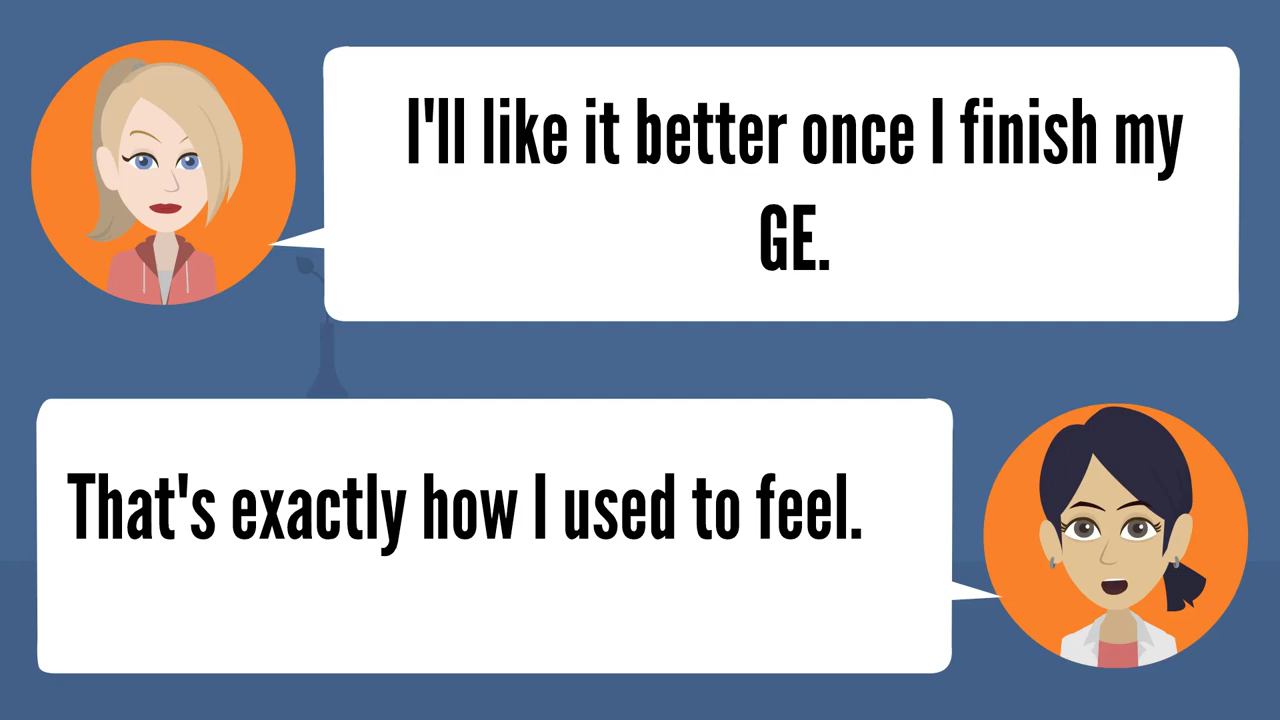 I'll like it better once I finish my
GE.
That's exactly how I used to feel.